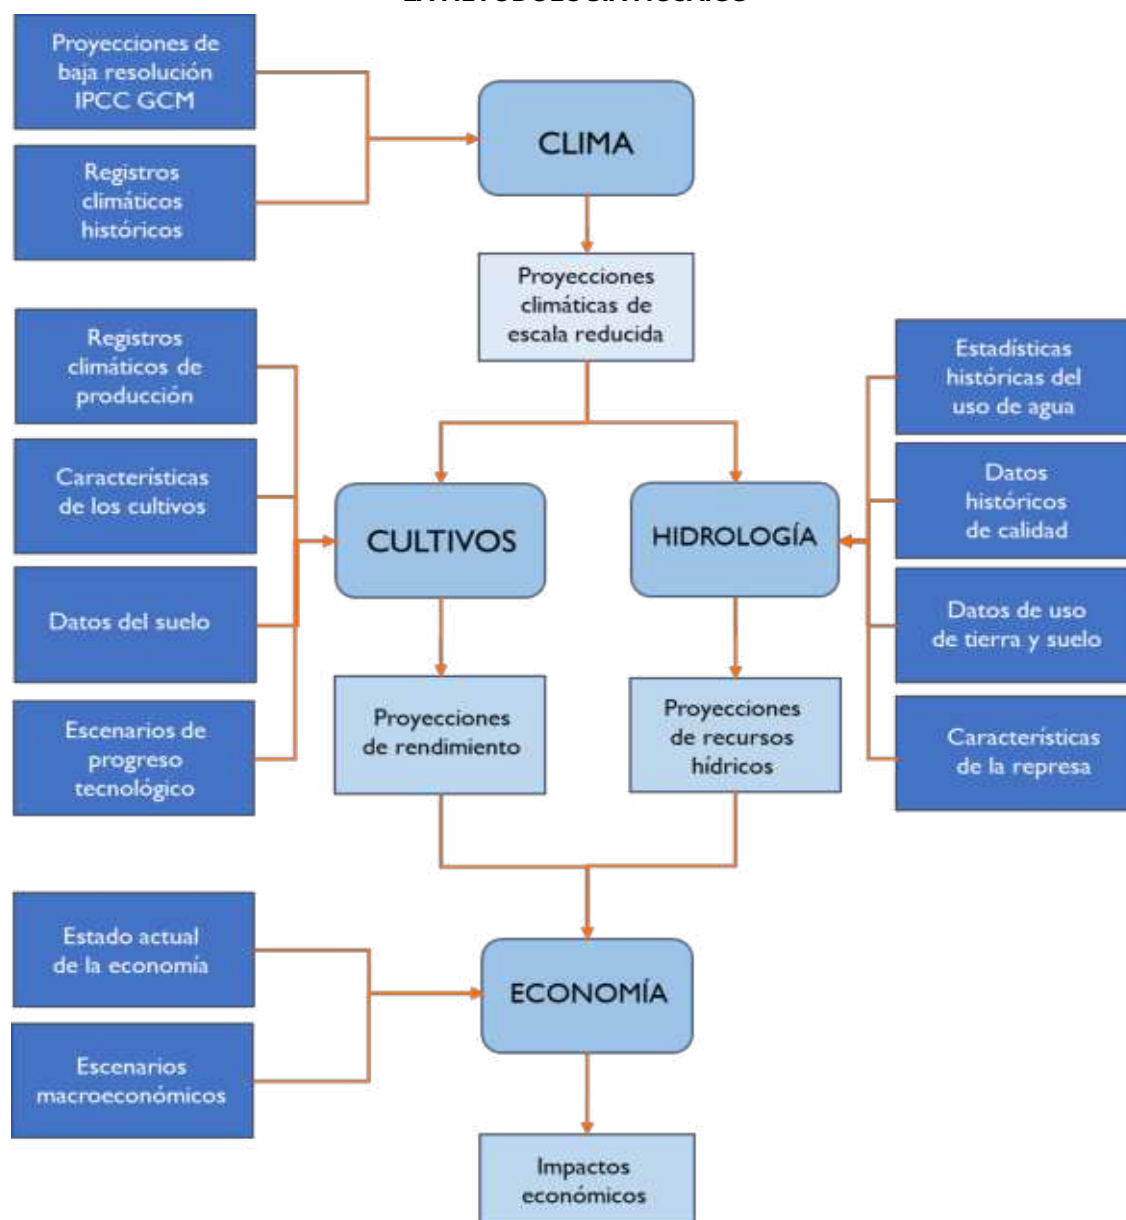 Proyecciones de
baja resolución
IPCC GCM
CLIMA
Registros
climáticos
históricos
Proyecciones
climáticas de
escala reducida
Registros
climáticos de
producción
Estadísticas
históricas del
uso de agua
Características
de los cultivos
Datos
históricos
de calidad
CULTIVOS
HIDROLOGÍA
Datos del suelo
Datos de uso
de tierra y suelo
Proyecciones
de rendimiento
Proyecciones
de recursos
hídricos
Escenarios de
progreso
tecnológico
Características
de la represa
Estado actual
de la economía
ECONOMÍA
Escenarios
macroeconómicos
Impactos
económicos